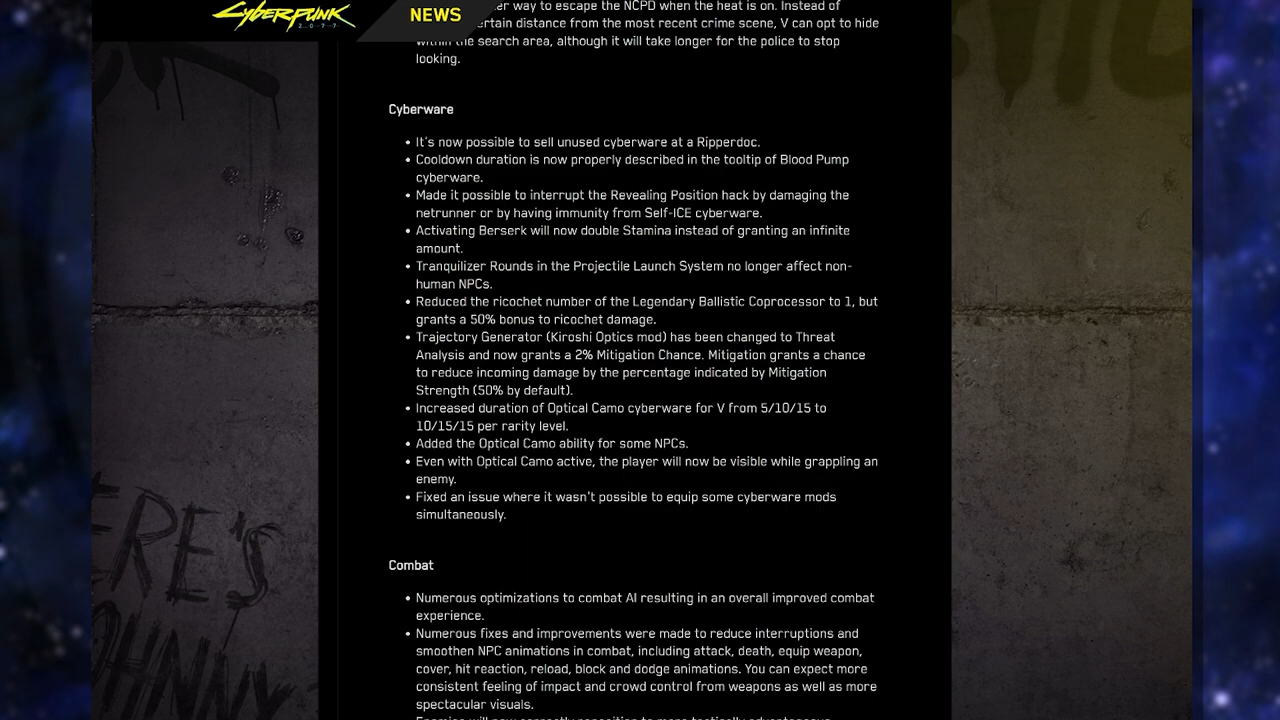 CYBERPUNK
2077
NEWS
er way to escape the NCPD when the heat is on. Instead of
ertain distance from the most recent crime scene, V can opt to hide
within the search area, although it will take longer for the police to stop
looking.
Cyberware
• It's now possible to sell unused cyberware at a Ripperdoc.
• Cooldown duration is now properly described in the tooltip of Blood Pump
cyberware.
• Made it possible to interrupt the Revealing Position hack by damaging the
netrunner or by having immunity from Self-ICE cyberware.
• Activating Berserk will now double Stamina instead of granting an infinite
amount.
• Tranquilizer Rounds in the Projectile Launch System no longer affect non-
human NPCs.
• Reduced the ricochet number of the Legendary Ballistic Coprocessor to 1, but
grants a 50% bonus to ricochet damage.
• Trajectory Generator (Kiroshi Optics mod) has been changed to Threat
Analysis and now grants a 2% Mitigation Chance. Mitigation grants a chance
to reduce incoming damage by the percentage indicated by Mitigation
Strength (50% by default).
• Increased duration of Optical Camo cyberware for V from 5/10/15 to
10/15/15 per rarity level.
• Added the Optical Camo ability for some NPCs.
• Even with Optical Camo active, the player will now be visible while grappling an
enemy.
• Fixed an issue where it wasn't possible to equip some cyberware mods
simultaneously.
Combat
• Numerous optimizations to combat AI resulting in an overall improved combat
experience.
• Numerous fixes and improvements were made to reduce interruptions and
smoothen NPC animations in combat, including attack, death, equip weapon,
cover, hit reaction, reload, block and dodge animations. You can expect more
consistent feeling of impact and crowd control from weapons as well as more
spectacular visuals.
ERE'S
OHNNY